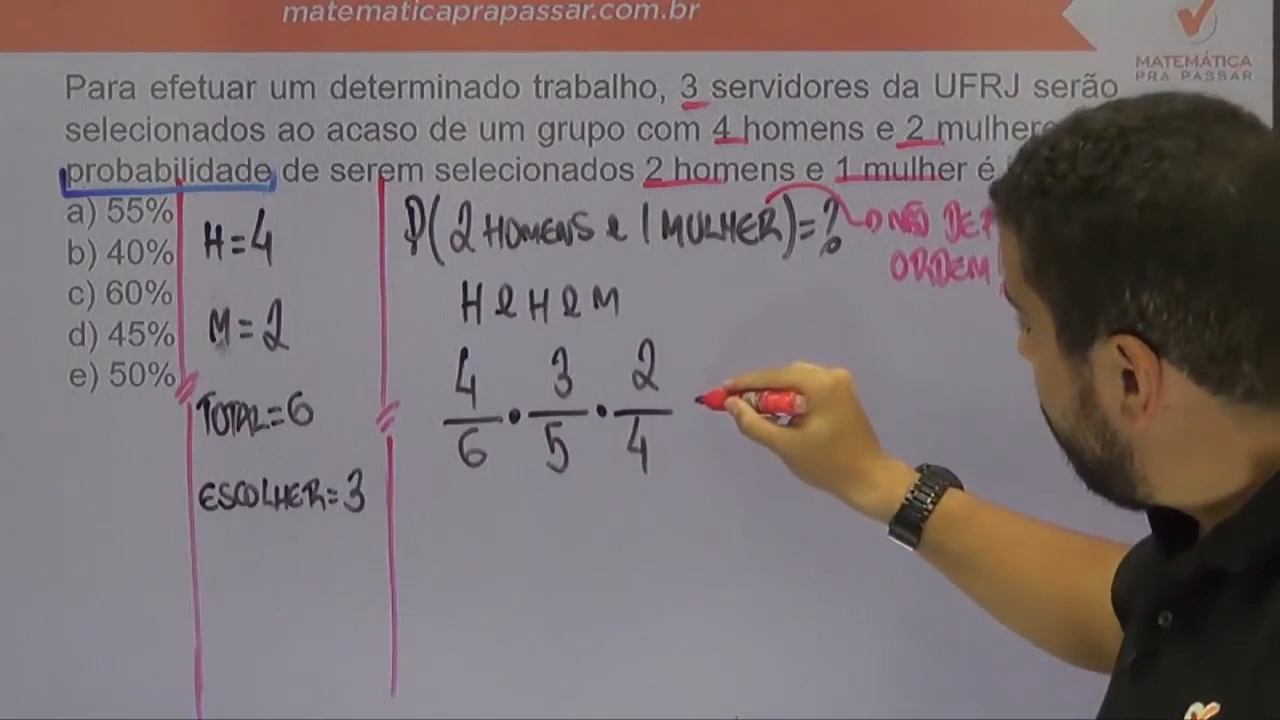 matematicaprapassar.com.br
MATEMÁTICA
PRA PASSAR
Para efetuar um determinado trabalho, 3 servidores da UFRJ serão
selecionados ao acaso de um grupo com 4 homens e 2
probabilidade de serem selecionados 2 homens e 1 mulher é
a) 55%
b) 40%
c) 60%
d) 45%
e) 50%
H=4
M=2
TOTAL=6
ESCOLHER=3
P(2 HOMENS e 1 MULHER)=?
NÃO
ORDEM
H e H e M
4/6 • 3/5 • 2/4